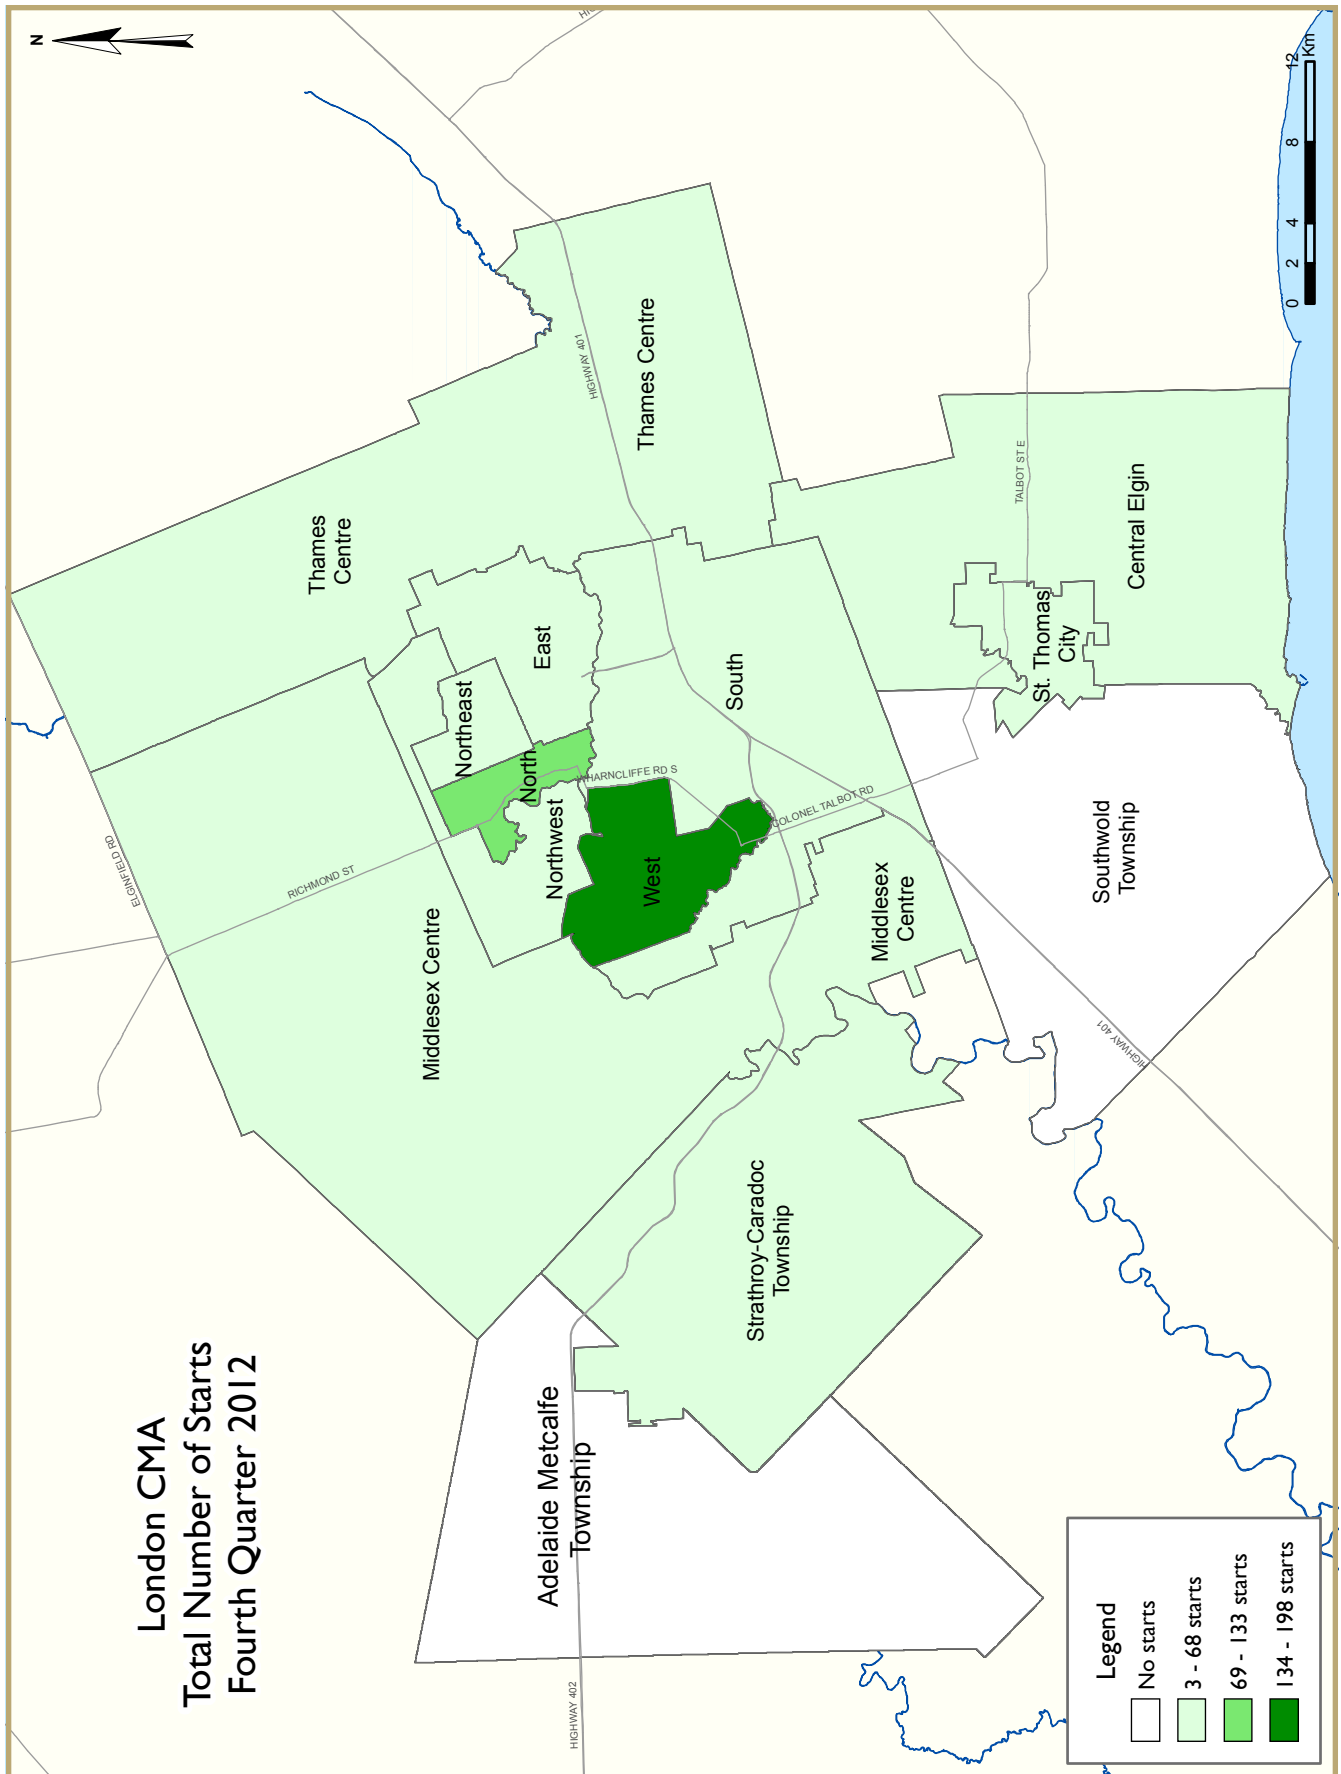 London CMA
Total Number of Starts
Fourth Quarter 2012
N
ELGINFIELD RD
RICHMOND ST
Thames
Centre
Middlesex Centre
Northeast
North
East
Northwest
WHARNCLIFFE RD S
HIGHWAY 401
Thames Centre
West
South
COLONEL TALBOT RD
Adelaide Metcalfe
Township
HIGHWAY 402
Strathroy-Caradoc
Township
Middlesex
Centre
TALBOT ST E
St. Thomas
City
Central Elgin
Southwold
Township
HIGHWAY 401
Legend
No starts
3 - 68 starts
69 - 133 starts
134 - 198 starts
0 2 4 8 12
Km